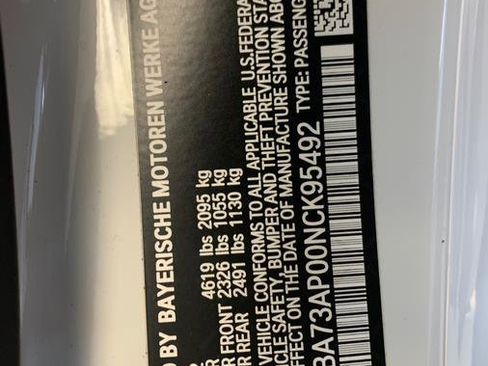 D BY BAYERISCHE MOTOREN WERKE AG
4619 lbs 2095 kg
R FRONT 2326 lbs 1055 kg
R REAR 2491 lbs 1130 kg
VEHICLE CONFORMS TO ALL APPLICABLE U.S.FEDERA
ICLE SAFETY, BUMPER AND THEFT PREVENTION STA
EFFECT ON THE DATE OF MANUFACTURE SHOWN ABO
BA73AP00NCK95492 TYPE: PASSENG